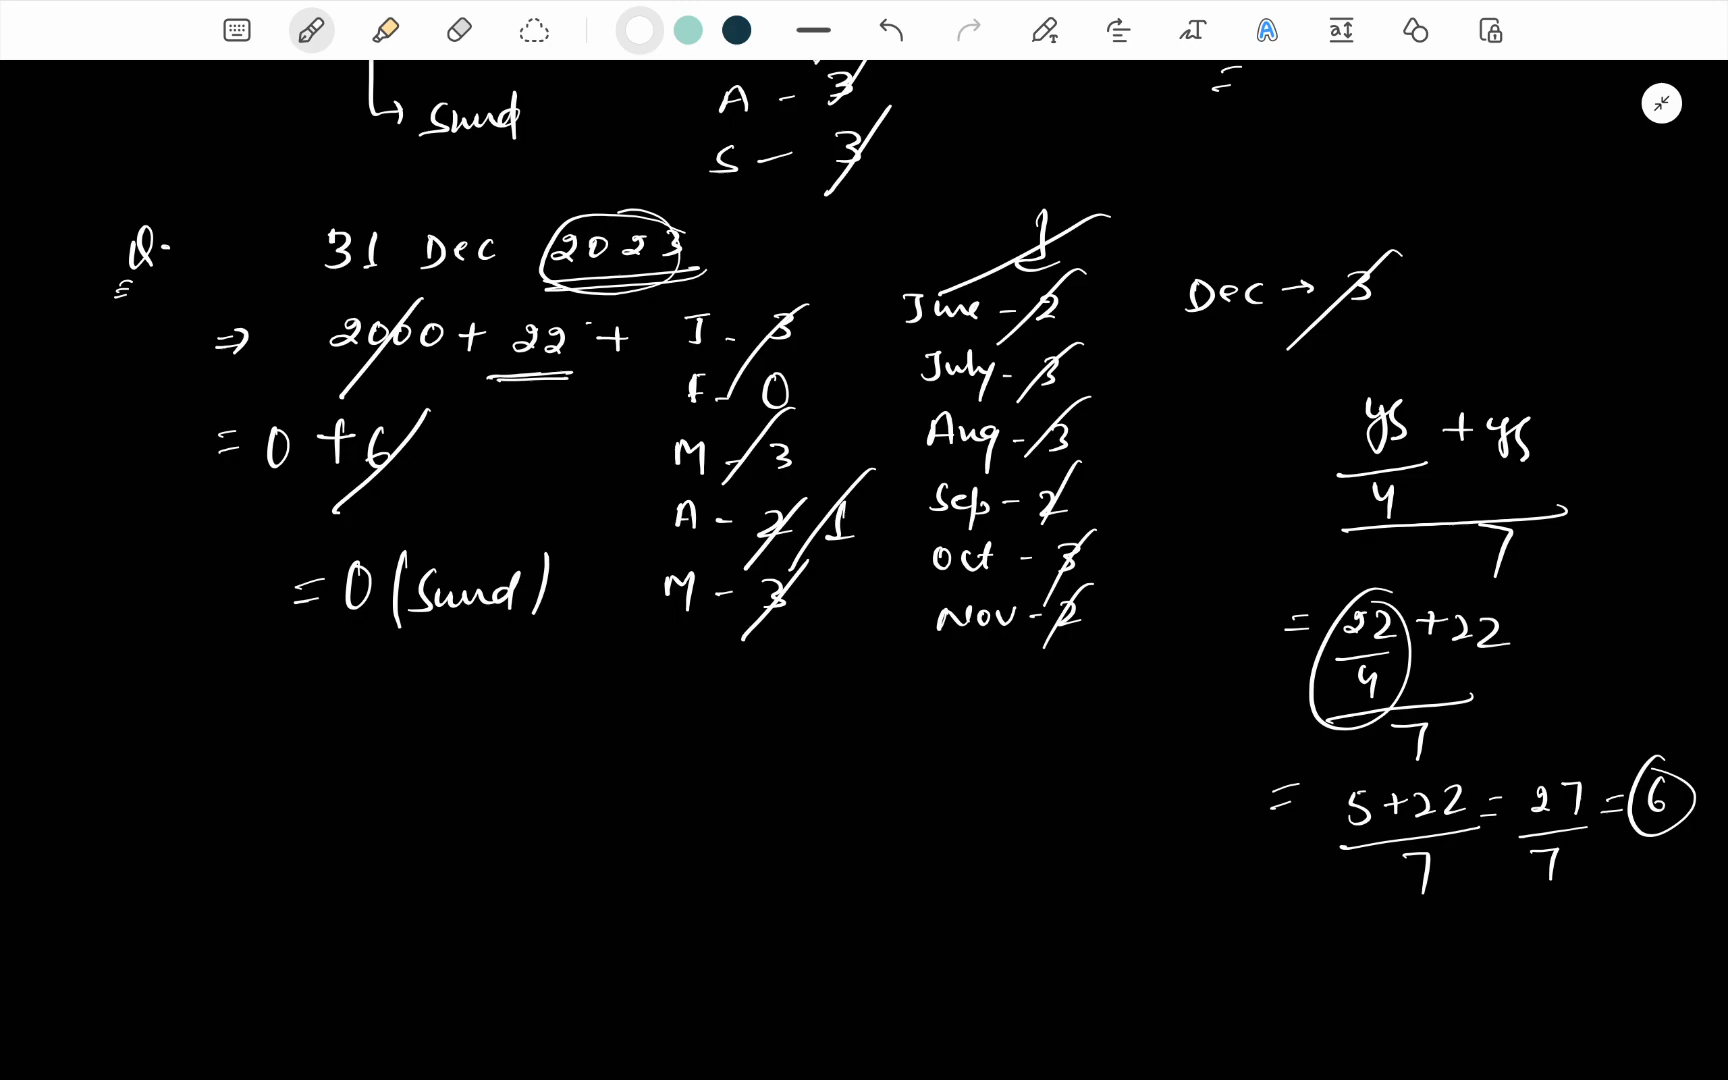 ↳ Sund
A - 3
S - 3
=
Q.
31 Dec 2023
⇒ 2000 + 22 +
= 0 + 6
= 0 (Sund)
J - 3
F - 0
M - 3
A - 2 1
M - 3
1
June - 2
July - 3
Aug - 3
Sep - 2
Oct - 3
Nov - 2
Dec → 3
ys/4 + ys
7
= 22/4 + 22
7
= 5+22/7 = 27/7 = 6